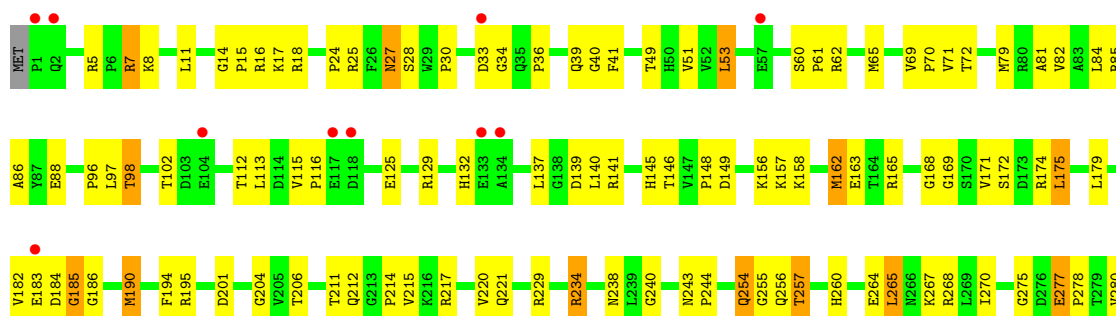 MET P1 Q2 R5 P6 R7 K8 L11 G14 P15 R16 K17 R18 P24 R25 F26 N27 S28 W29 P30 D33 G34 Q35 P36 Q39 G40 F41 T49 H50 V51 V52 L53 E57 S60 P61 R62 M65 V69 P70 V71 T72 M79 R80 A81 V82 A83 L84 R85
A86 Y87 E88 P96 L97 T98 T102 D103 E104 T112 L113 D114 V115 P116 E117 D118 E125 R129 H132 E133 A134 L137 G138 D139 L140 R141 H145 T146 V147 P148 D149 K156 K157 K158 M162 E163 T164 R165 G168 G169 S170 V171 S172 D173 R174 L175 L179
V182 E183 D184 G185 G186 M190 F194 R195 D201 G204 V205 T206 T211 Q212 G213 P214 V215 K216 R217 V220 Q221 R229 R234 N238 L239 G240 N243 P244 Q254 G255 Q256 T257 H260 E264 L265 N266 K267 R268 L269 I270 G275 D276 E277 P278 T279 V280